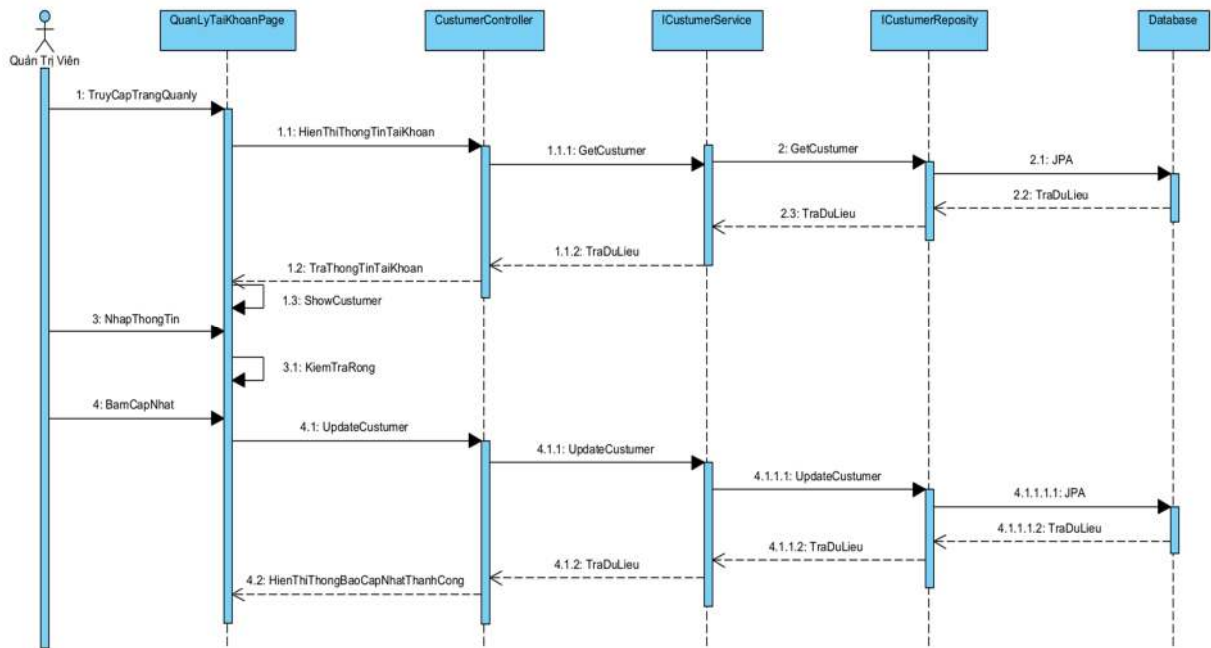 QuanLyTaiKhoanPage
CustumerController
ICustumerService
ICustumerReposity
Database
Quản Trị Viên
1: TruyCapTrangQuanly
1.1: HienThiThongTinTaiKhoan
1.1.1: GetCustumer
2: GetCustumer
2.1: JPA
2.2: TraDuLieu
2.3: TraDuLieu
1.1.2: TraDuLieu
1.2: TraThongTinTaiKhoan
1.3: ShowCustumer
3: NhapThongTin
3.1: KiemTraRong
4: BamCapNhat
4.1: UpdateCustumer
4.1.1: UpdateCustumer
4.1.1.1: UpdateCustumer
4.1.1.1.1: JPA
4.1.1.1.2: TraDuLieu
4.1.1.2: TraDuLieu
4.1.2: TraDuLieu
4.2: HienThiThongBaoCapNhatThanhCong